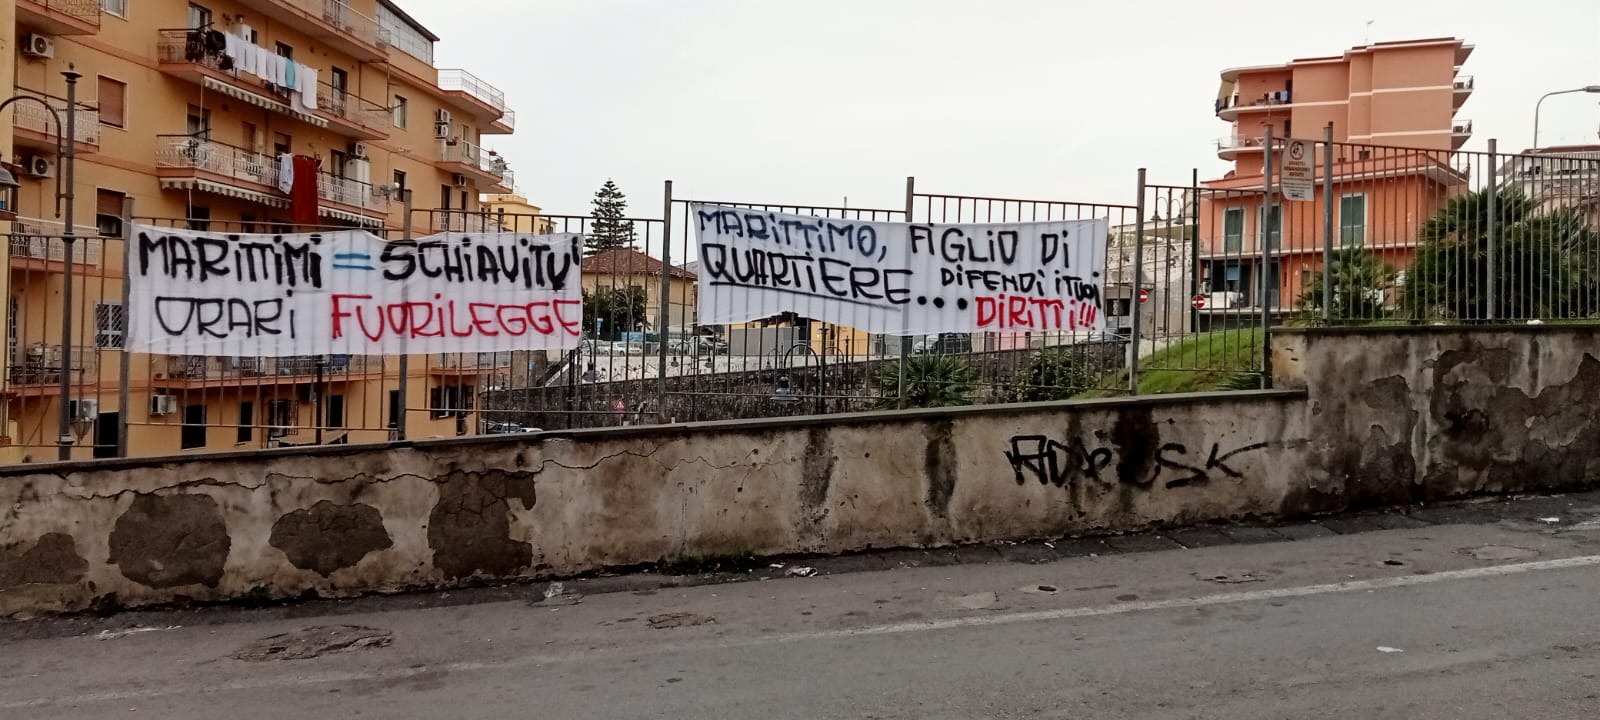 MARITTIMI = SCHIAVITU'
ORARI FUORILEGGE
MARITTIMO, FIGLIO DI
QUARTIERE... DIFENDI I TUOI
DIRITTI!!!